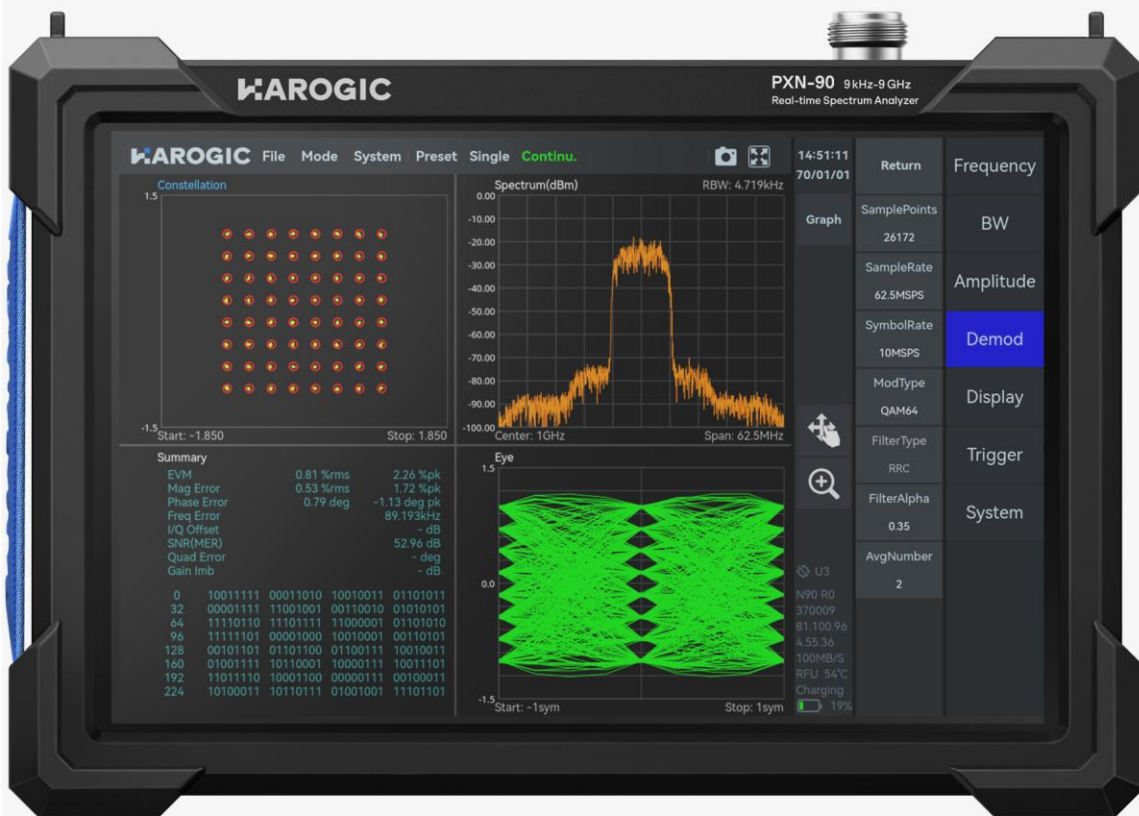 HAROGIC
PXN-90 9 kHz-9 GHz
Real-time Spectrum Analyzer
HAROGIC File Mode System Preset Single Continu.
14:51:11
70/01/01
Constellation
1.5
-1.5
Start: -1.850 Stop: 1.850
Spectrum(dBm) RBW: 4.719kHz
0.00
-10.00
-20.00
-30.00
-40.00
-50.00
-60.00
-70.00
-80.00
-90.00
-100.00
Center: 1GHz Span: 62.5MHz
Summary
EVM 0.81 %rms 2.26 %pk
Mag Error 0.53 %rms 1.72 %pk
Phase Error 0.79 deg -1.13 deg pk
Freq Error 89.193kHz
I/Q Offset - dB
SNR(MER) 52.96 dB
Quad Error - deg
Gain Imb - dB
0 10011111 00011010 10010011 01101011
32 00001111 11001001 00110010 01010101
64 11110110 11101111 11000001 01101010
96 11111101 00001000 10010001 00110101
128 00101101 01101100 01100111 10010011
160 01001111 10110001 10000111 10011101
192 11011110 10001100 00000111 00100011
224 10100011 10110111 01001001 11101101
Eye
1.5
0.0
-1.5
Start: -1sym Stop: 1sym
Graph
U3
N90 R0
370009
81.100.96
4.55.36
100MB/S
RFU 54℃
Charging
19%
Return
SamplePoints
26172
SampleRate
62.5MSPS
SymbolRate
10MSPS
ModType
QAM64
FilterType
RRC
FilterAlpha
0.35
AvgNumber
2
Frequency
BW
Amplitude
Demod
Display
Trigger
System